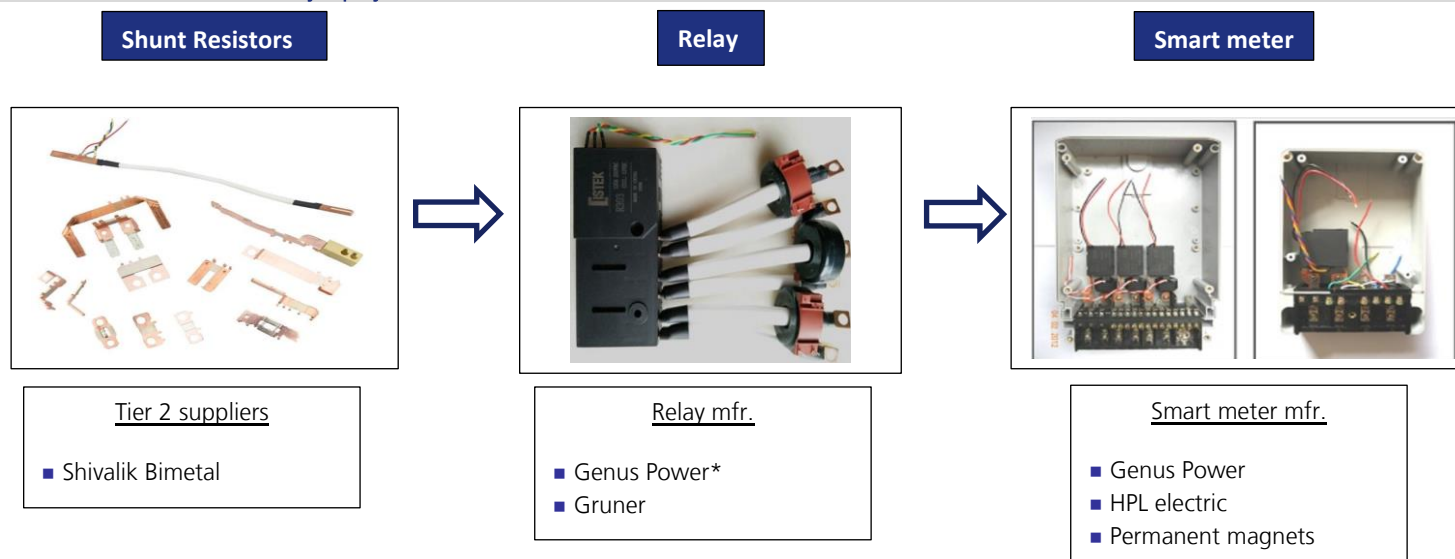 Shunt Resistors
Relay
Smart meter
Tier 2 suppliers
■ Shivalik Bimetal
Relay mfr.
■ Genus Power*
■ Gruner
Smart meter mfr.
■ Genus Power
■ HPL electric
■ Permanent magnets